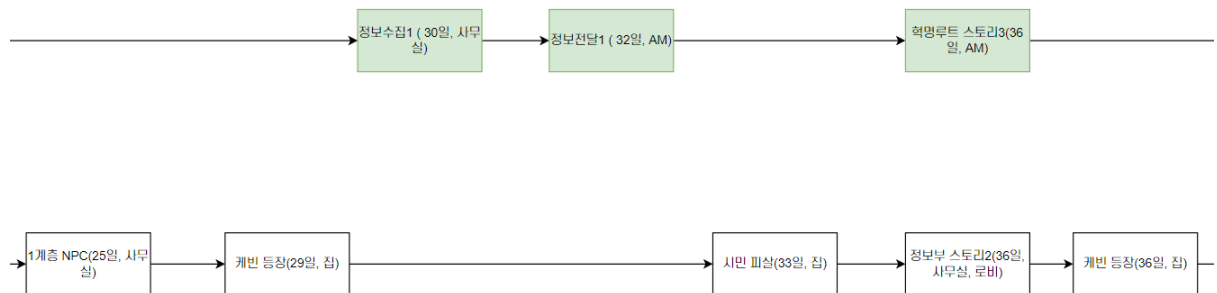 정보수집1 ( 30일, 사무
실)
정보전달1 ( 32일, AM)
혁명루트 스토리3(36
일, AM)
1계층 NPC(25일, 사무
실)
케빈 등장(29일, 집)
시민 피살(33일, 집)
정보부 스토리2(36일,
사무실, 로비)
케빈 등장(36일, 집)